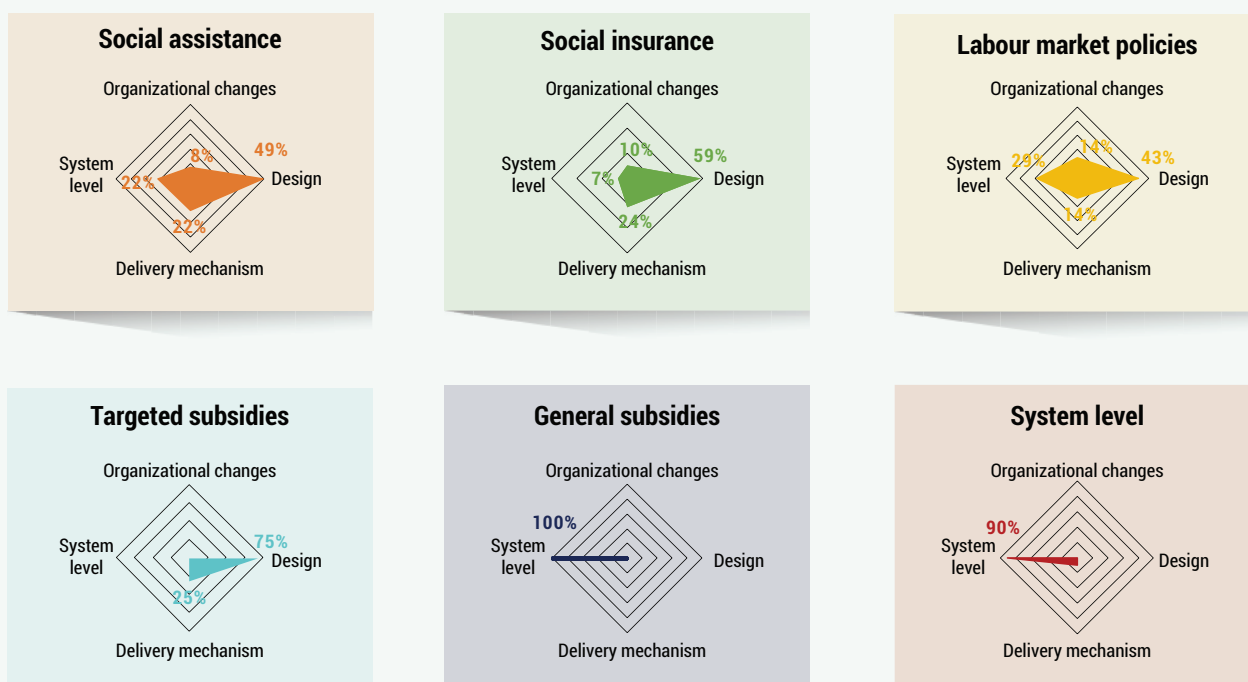 Social assistance
Organizational changes
8%
49%
System
level
22%
Design
22%
Delivery mechanism
Social insurance
Organizational changes
10%
59%
System
level
7%
Design
24%
Delivery mechanism
Labour market policies
Organizational changes
14%
43%
System
level
29%
Design
14%
Delivery mechanism
Targeted subsidies
Organizational changes
75%
System
level
Design
25%
Delivery mechanism
General subsidies
Organizational changes
100%
System
level
Design
Delivery mechanism
System level
Organizational changes
90%
System
level
Design
Delivery mechanism